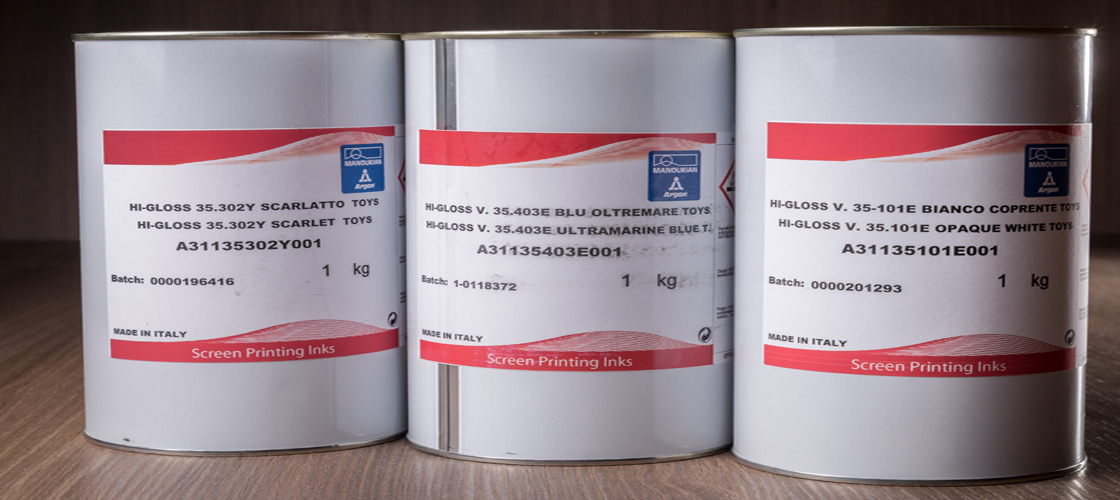 MANOUKIAN
Argon
HI-GLOSS 35.302Y SCARLATTO TOYS
HI-GLOSS 35.302Y SCARLET TOYS
A31135302Y001
1 kg
Batch: 0000196416
MADE IN ITALY
Screen Printing Inks
MANOUKIAN
Argon
HI-GLOSS V. 35.403E BLU OLTREMARE TOYS
HI-GLOSS V. 35.403E ULTRAMARINE BLUE T.
A31135403E001
1 kg
Batch: 1-0118372
MADE IN ITALY
Screen Printing Inks
MANOUKIAN
Argon
HI-GLOSS V. 35-101E BIANCO COPRENTE TOYS
HI-GLOSS V. 35.101E OPAQUE WHITE TOYS
A31135101E001
1 kg
Batch: 0000201293
MADE IN ITALY
Screen Printing Inks